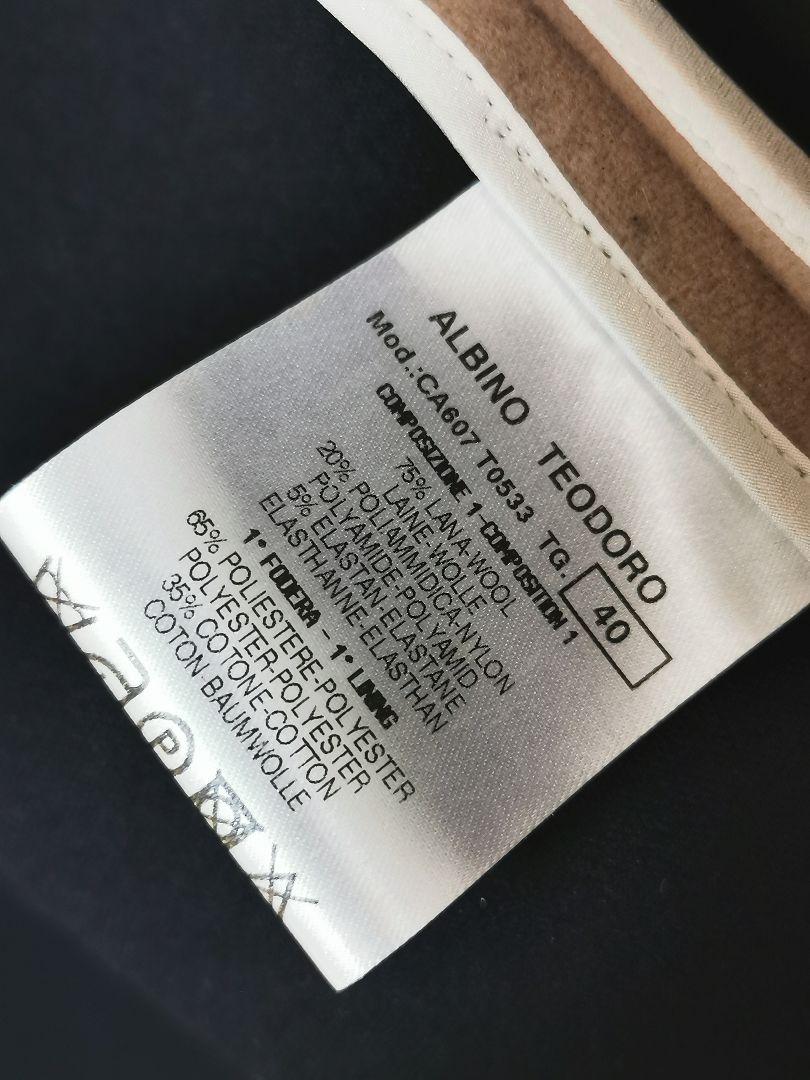 ALBINO TEODORO
Mod.:CA607 T0533 TG. 40
COMPOSIZIONE 1-COMPOSITION 1
75% LANA-WOOL
LAINE-WOLLE
20% POLIAMMIDICA-NYLON
POLYAMIDE-POLYAMID
5% ELASTAN-ELASTANE
ELASTHANNE-ELASTHAN
1° FODERA - 1° LINING
65% POLIESTERE-POLYESTER
POLYESTER-POLYESTER
35% COTONE-COTTON
COTON-BAUMWOLLE
P